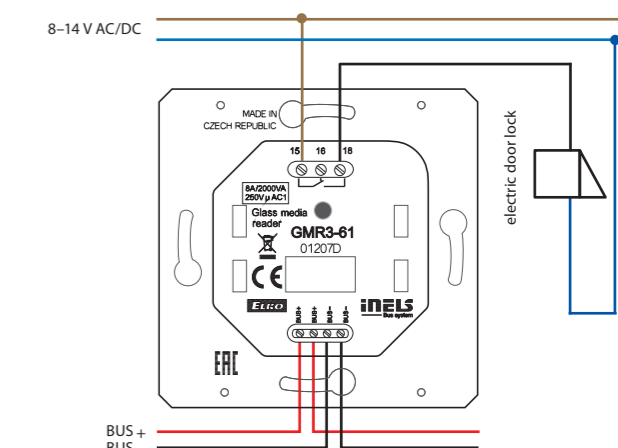 8–14 V AC/DC
MADE IN
CZECH REPUBLIC
15 16 18
8A/2000VA
250V µ AC1
Glass media
reader
GMR3-61
01207D
CE
ELKO
iNELS
Bus system
BUS+ BUS+ BUS– BUS–
EAC
electric door lock
BUS +
BUS